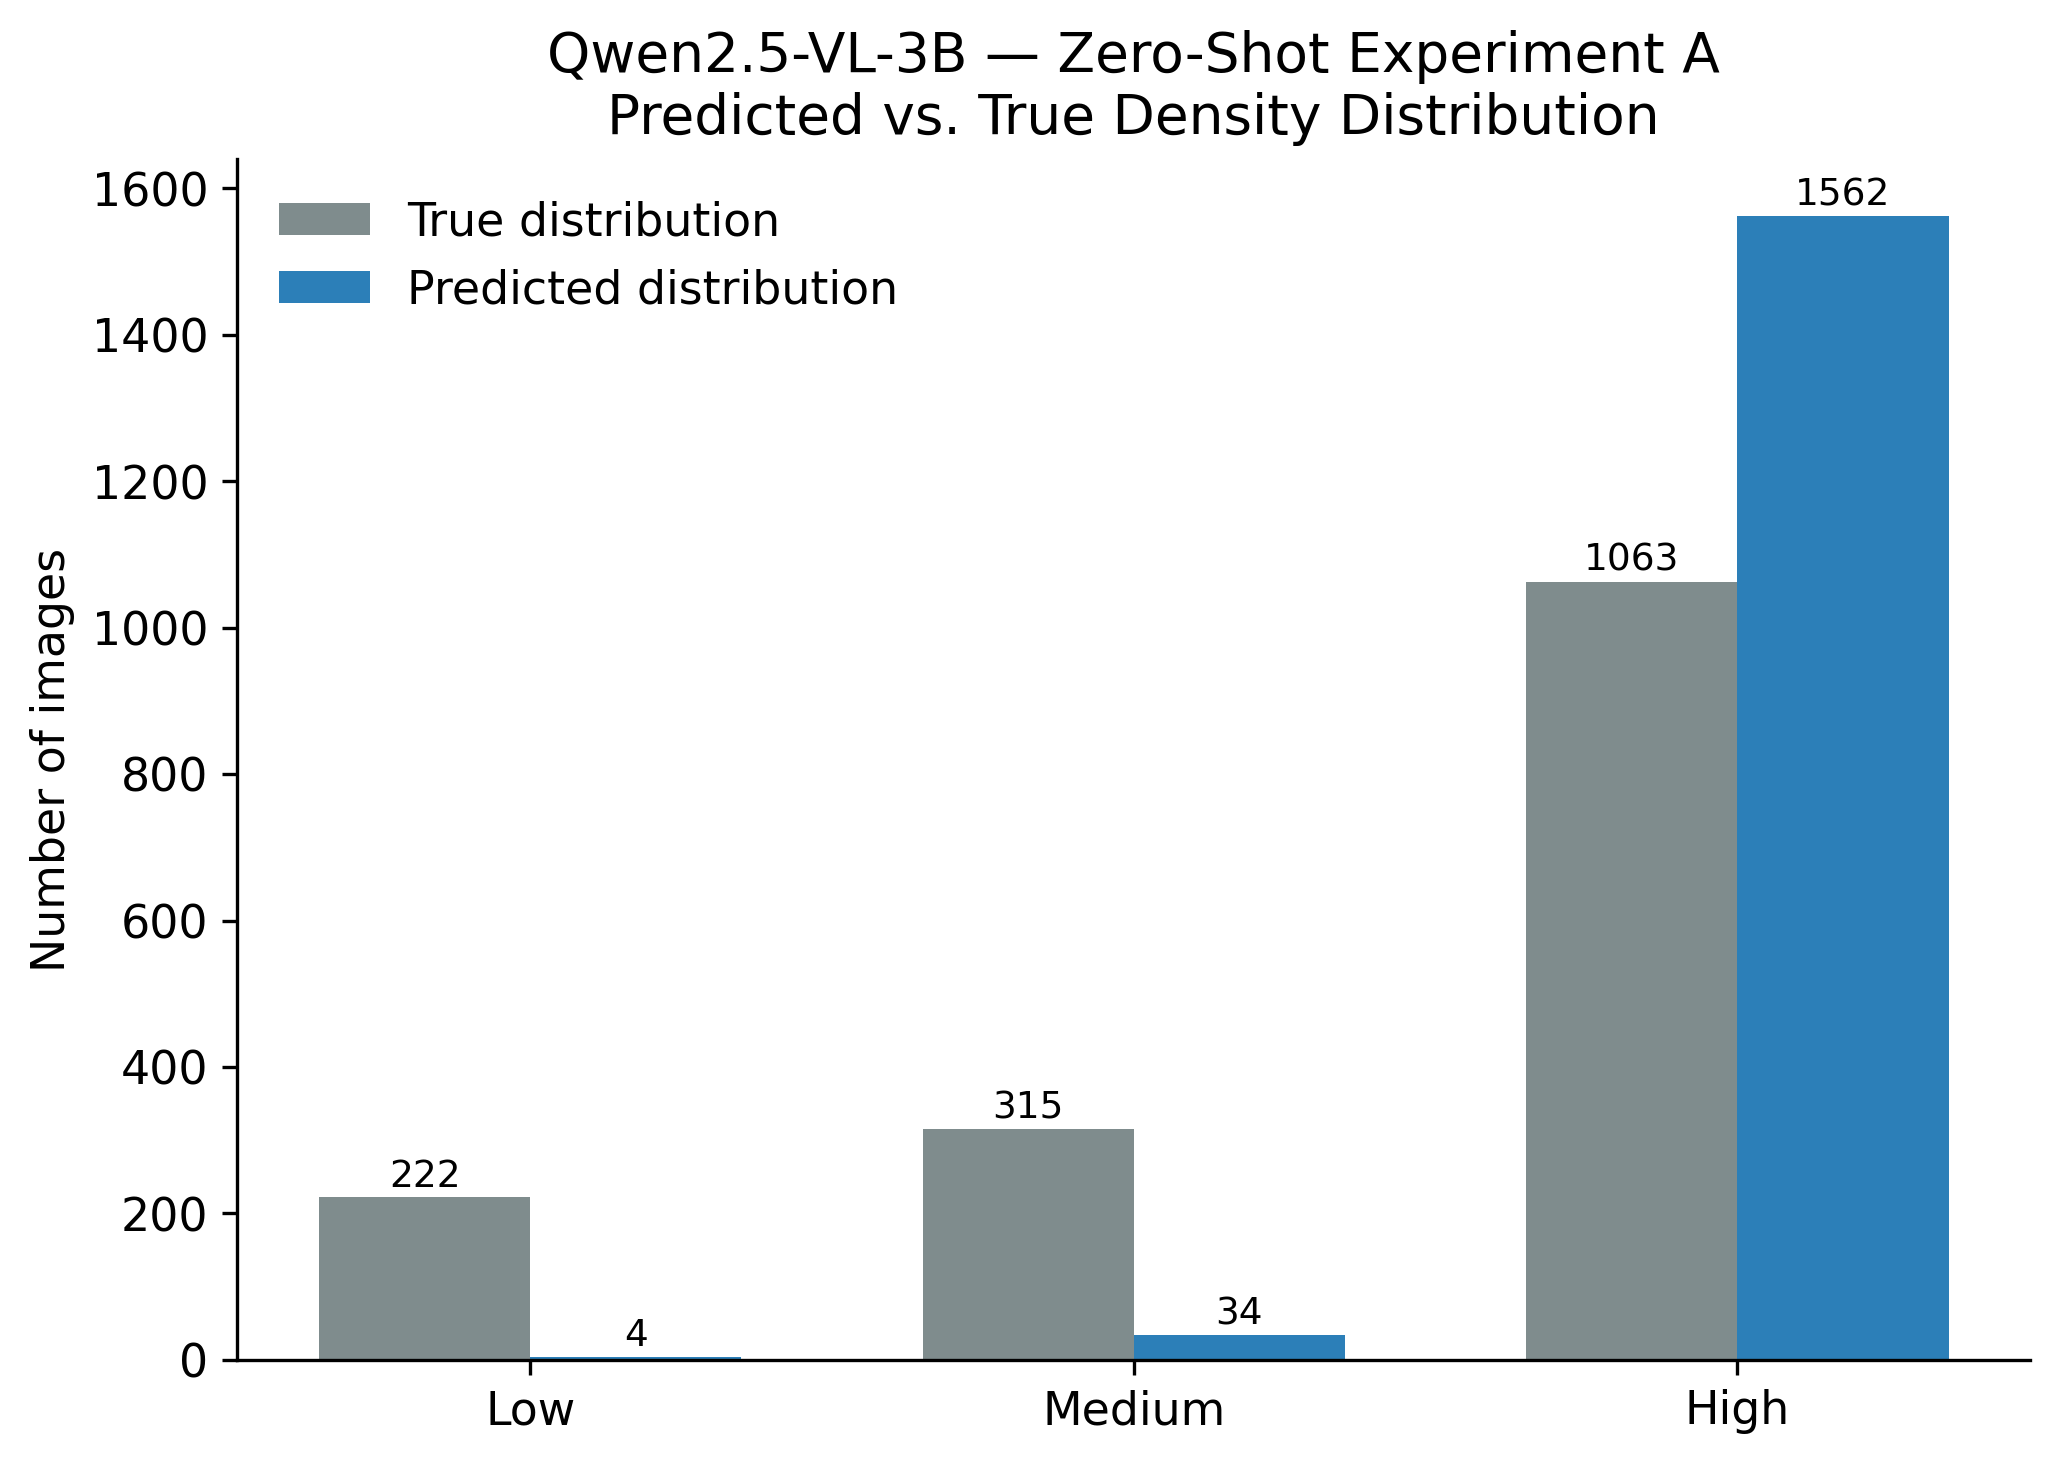 Qwen2.5-VL-3B — Zero-Shot Experiment A
Predicted vs. True Density Distribution
True distribution
Predicted distribution
Number of images
1600
1400
1200
1000
800
600
400
200
0
222
4
315
34
1063
1562
Low
Medium
High